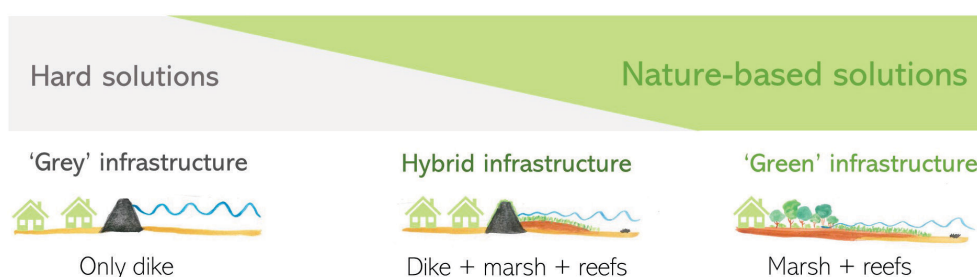 Hard solutions
Nature-based solutions
'Grey' infrastructure
Hybrid infrastructure
'Green' infrastructure
Only dike
Dike + marsh + reefs
Marsh + reefs